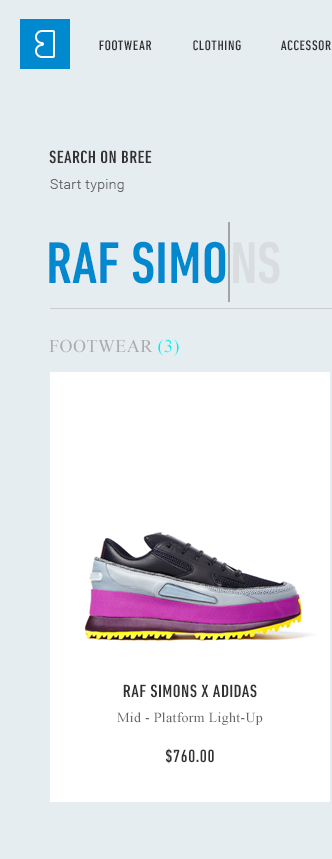 FOOTWEAR CLOTHING ACCESSOR
SEARCH ON BREE
Start typing
RAF SIMONS
FOOTWEAR (3)
RAF SIMONS X ADIDAS
Mid - Platform Light-Up
$760.00